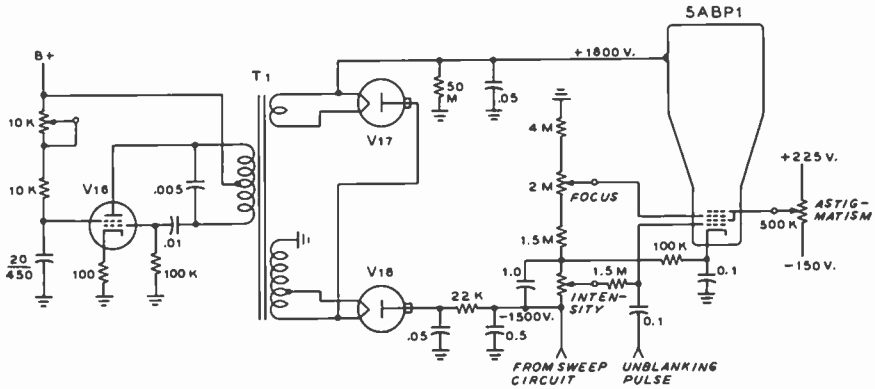 5ABP1
B+
T1
+1800 V.
50
M
.05
10 K
V17
4 M
+225 V.
10 K
V16
.005
2 M
FOCUS
ASTIG-
MATISM
500 K
.01
1.5 M
100 K
20
450
100
100 K
V18
1.0
1.5 M
0.1
-150 V.
22 K
-1500V.
INTEN-
SITY
.05
0.5
0.1
FROM SWEEP
CIRCUIT
UNBLANKING
PULSE